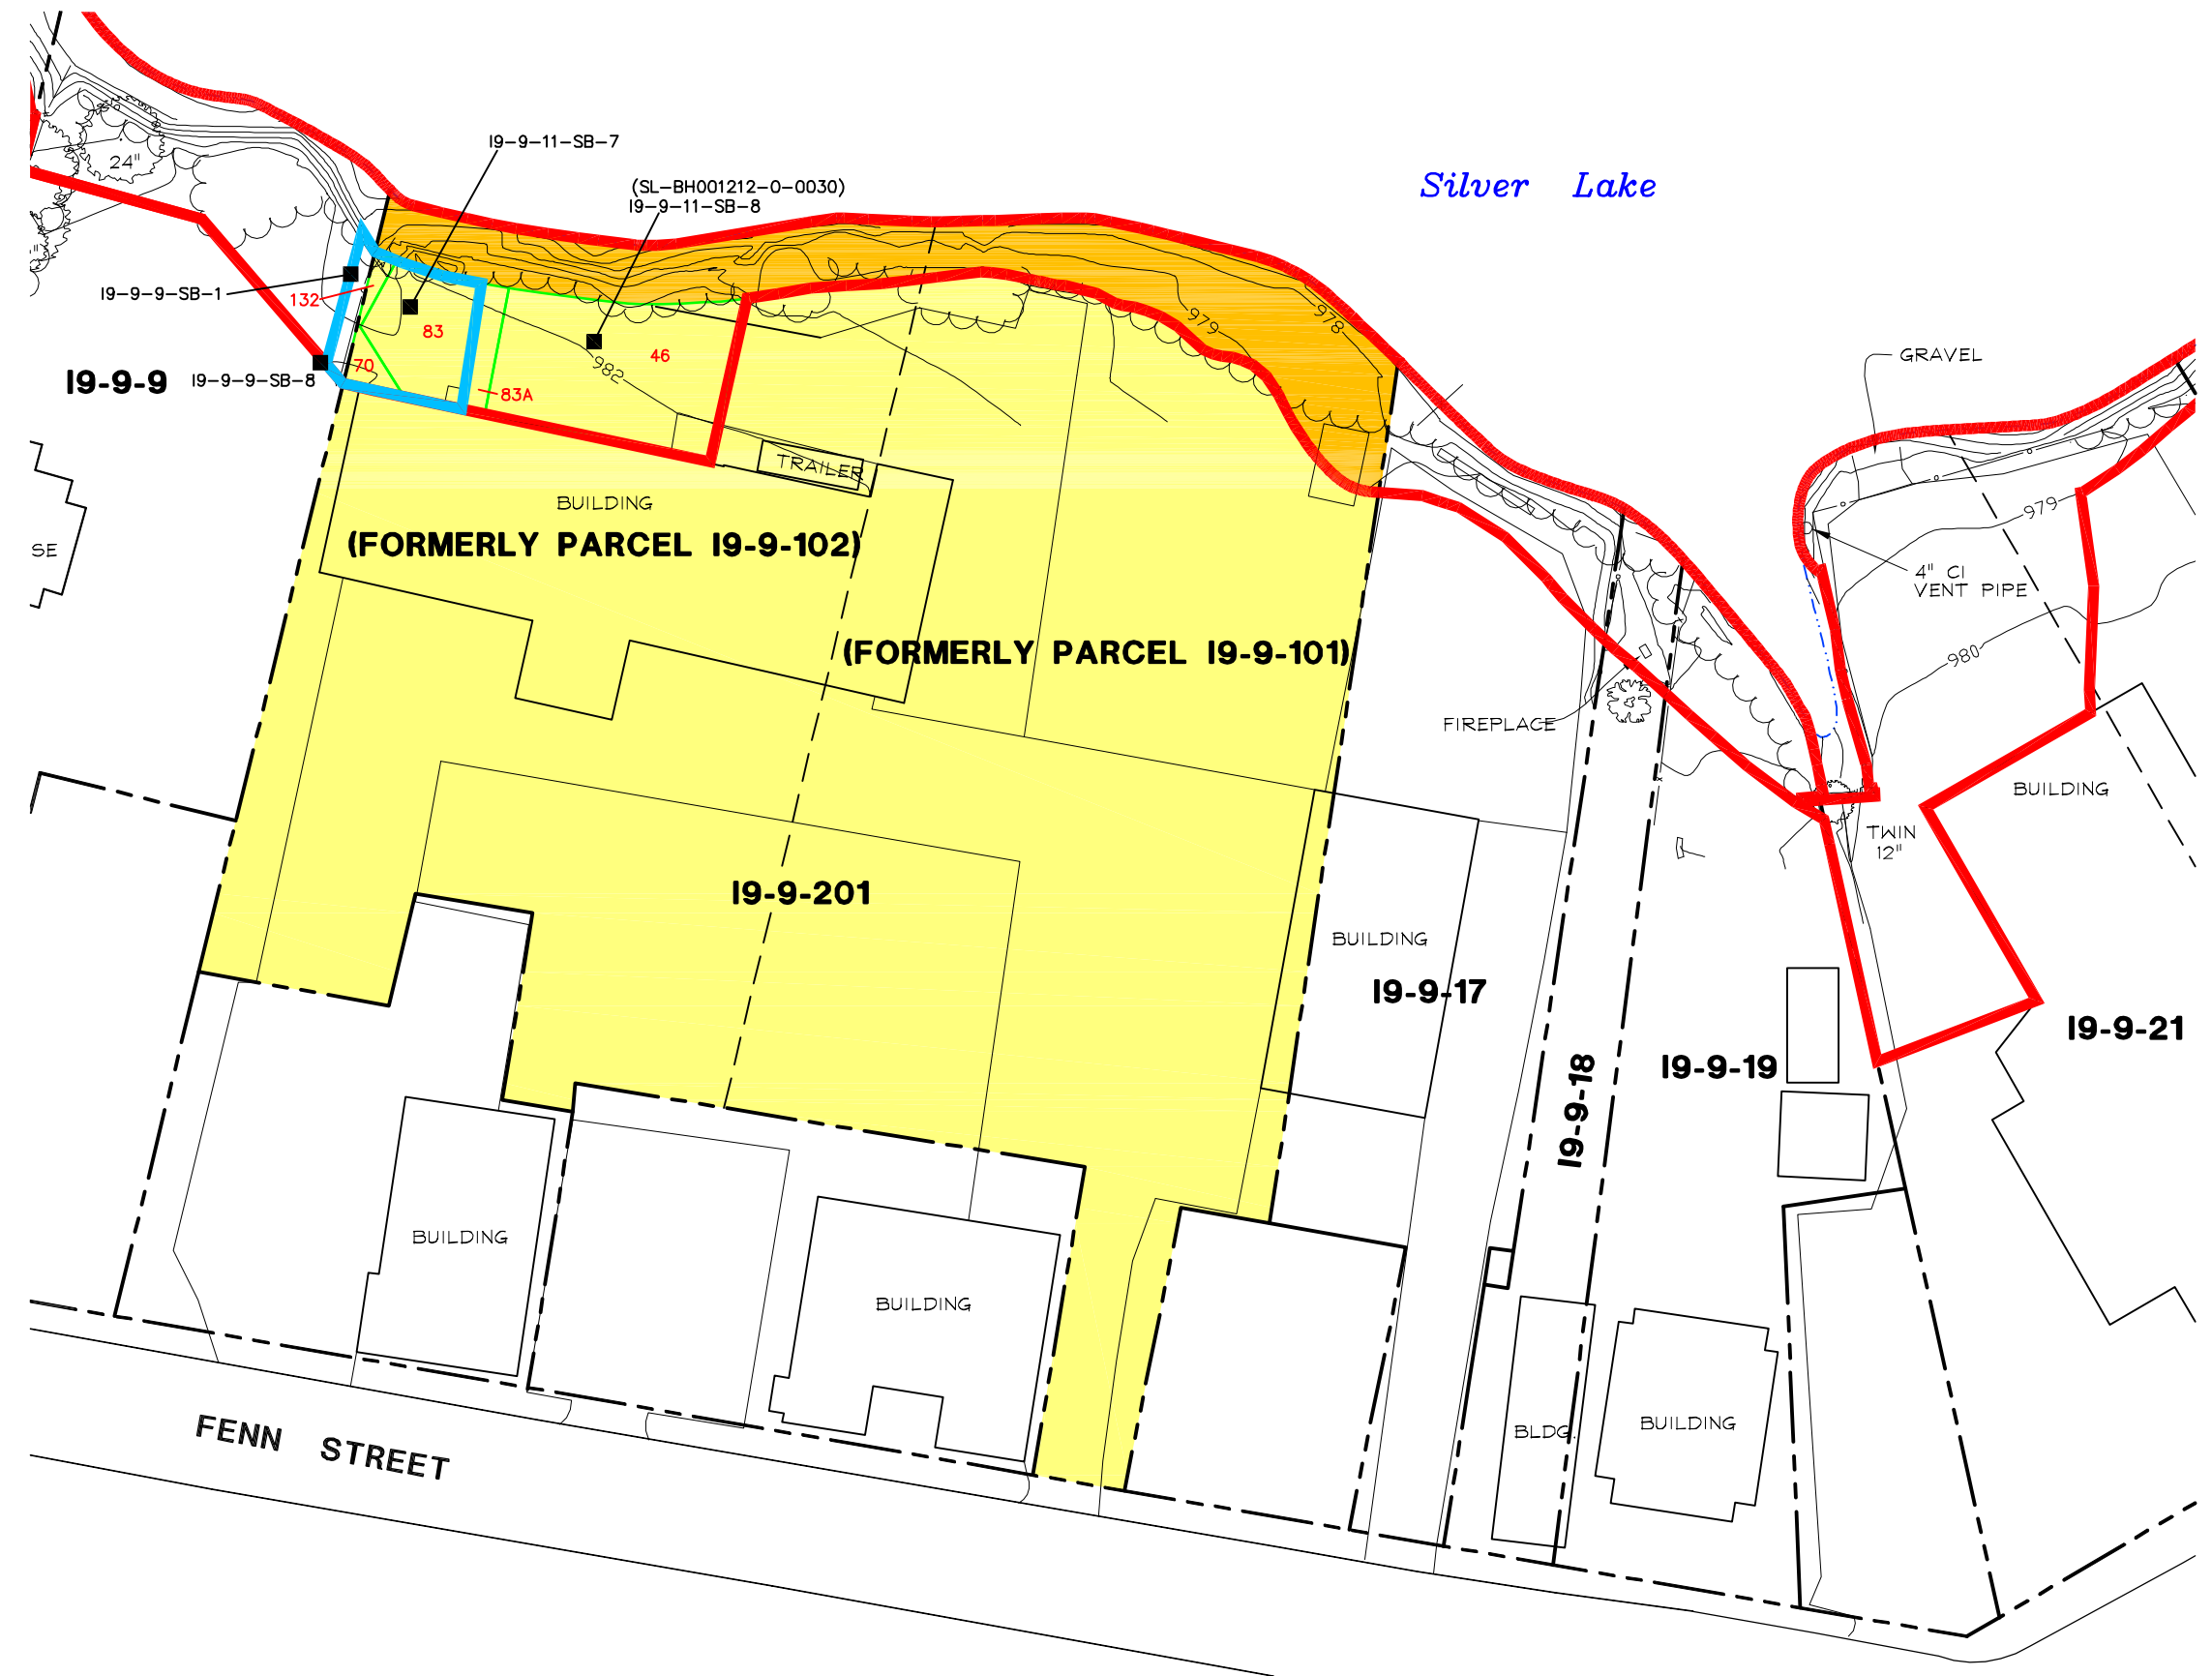 I9-9-11-SB-7
24"
(SL-BH001212-0-0030)
I9-9-11-SB-8
Silver Lake
I9-9-9-SB-1
132
83
978
979
46
70
982
I9-9-9
I9-9-9-SB-8
83A
GRAVEL
TRAILER
BUILDING
979
(FORMERLY PARCEL I9-9-102)
SE
4" CI
VENT PIPE
(FORMERLY PARCEL I9-9-101)
980
FIREPLACE
BUILDING
TWIN
12"
I9-9-201
BUILDING
I9-9-17
I9-9-21
I9-9-18
I9-9-19
BUILDING
BUILDING
BLDG.
BUILDING
FENN STREET